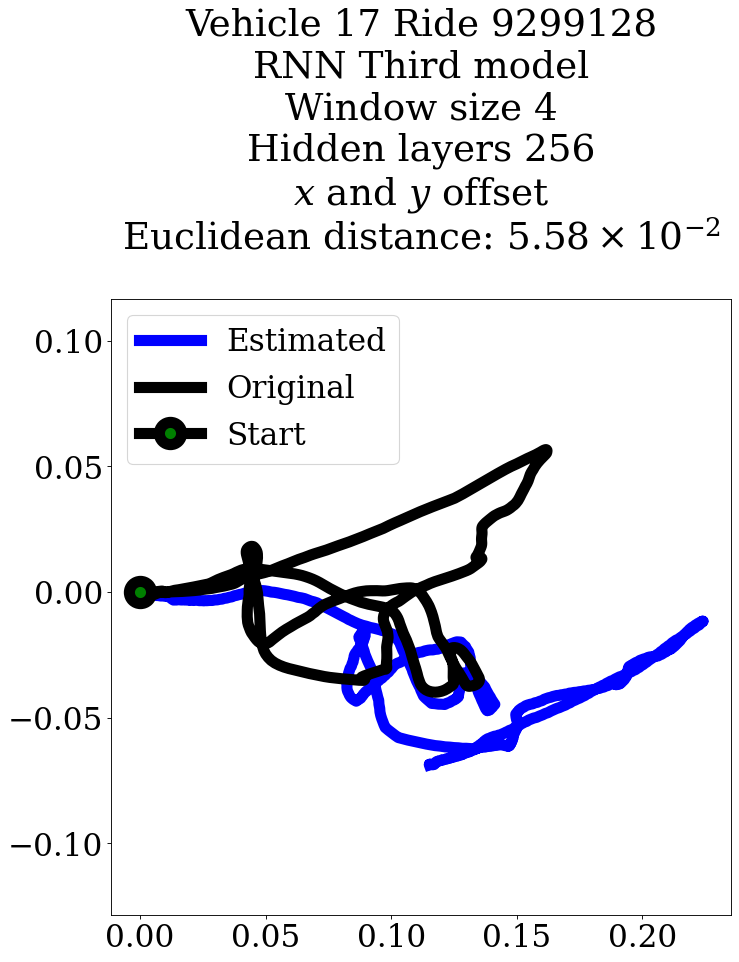 Vehicle 17 Ride 9299128
RNN Third model
Window size 4
Hidden layers 256
x and y offset
Euclidean distance: 5.58 × 10⁻²
Estimated
Original
Start
0.10
0.05
0.00
−0.05
−0.10
0.00 0.05 0.10 0.15 0.20